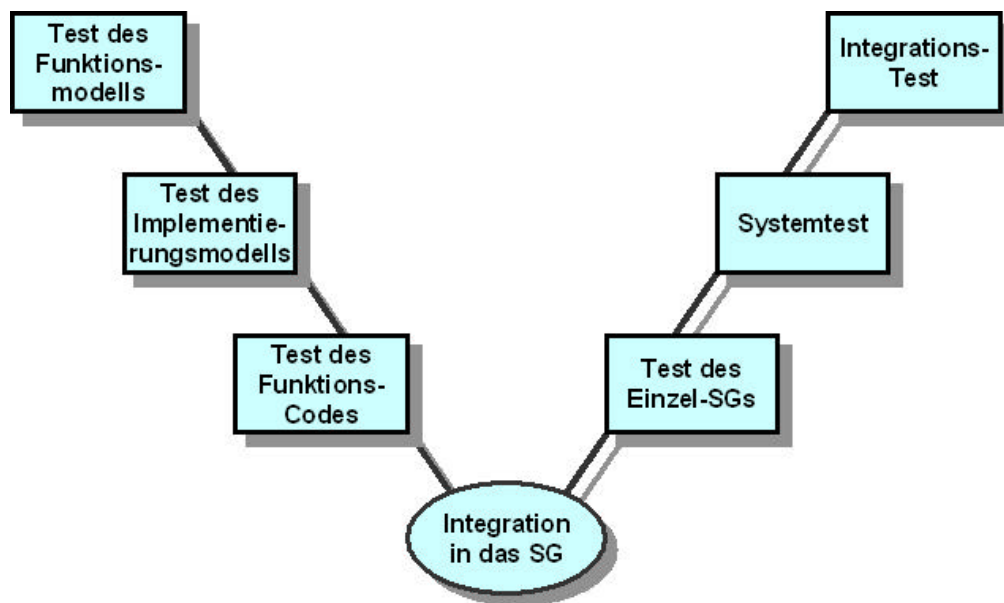 Test des
Funktions-
modells
Integrations-
Test
Test des
Implementie-
rungsmodells
Systemtest
Test des
Funktions-
Codes
Test des
Einzel-SGs
Integration
in das SG